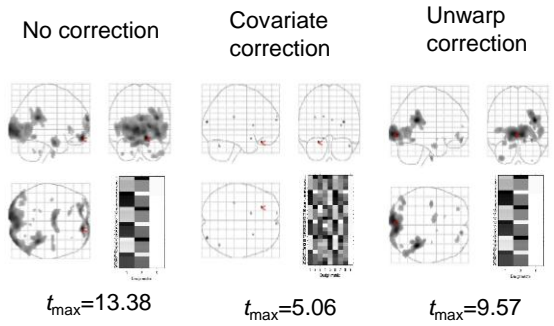 No correction
Covariate
correction
Unwarp
correction
tmax=13.38
tmax=5.06
tmax=9.57